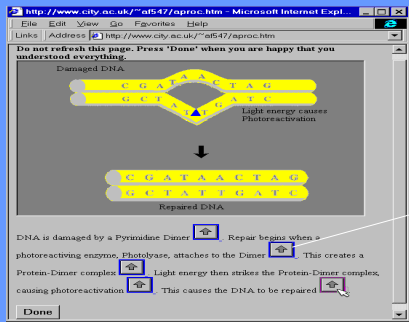 http://www.city.ac.uk/~af547/aproc.htm - Microsoft Internet Expl...
File Edit View Go Favorites Help
Links Address http://www.city.ac.uk/~af547/aproc.htm
Do not refresh this page. Press 'Done' when you are happy that you
understood everything.
Damaged DNA
C G A T A A C T A G
G C T A T T G A T C
Light energy causes
Photoreactivation
C G A T A A C T A G
G C T A T T G A T C
Repaired DNA
DNA is damaged by a Pyrimidine Dimer . Repair begins when a
photoreactiving enzyme, Photolyase, attaches to the Dimer . This creates a
Protein-Dimer complex . Light energy then strikes the Protein-Dimer complex,
causing photoreactivation . This causes the DNA to be repaired .
Done